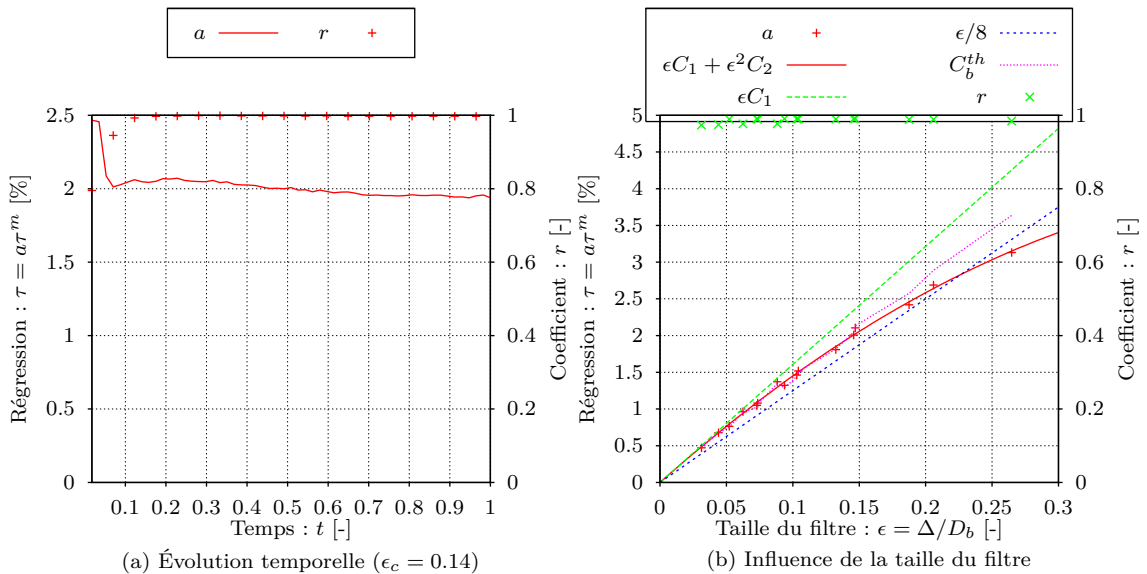 a
r
2.5
2
1.5
1
0.5
0
1
0.8
0.6
0.4
0.2
0
0.1 0.2 0.3 0.4 0.5 0.6 0.7 0.8 0.9 1
Régression : τ = aτ^m [%]
Coefficient : r [-]
Temps : t [-]
(a) Évolution temporelle (ϵ_c = 0.14)
a
ϵC_1 + ϵ^2C_2
ϵC_1
ϵ/8
C_b^{th}
r
5
4.5
4
3.5
3
2.5
2
1.5
1
0.5
0
1
0.8
0.6
0.4
0.2
0
0 0.05 0.1 0.15 0.2 0.25 0.3
Régression : τ = aτ^m [%]
Coefficient : r [-]
Taille du filtre : ϵ = Δ/D_b [-]
(b) Influence de la taille du filtre